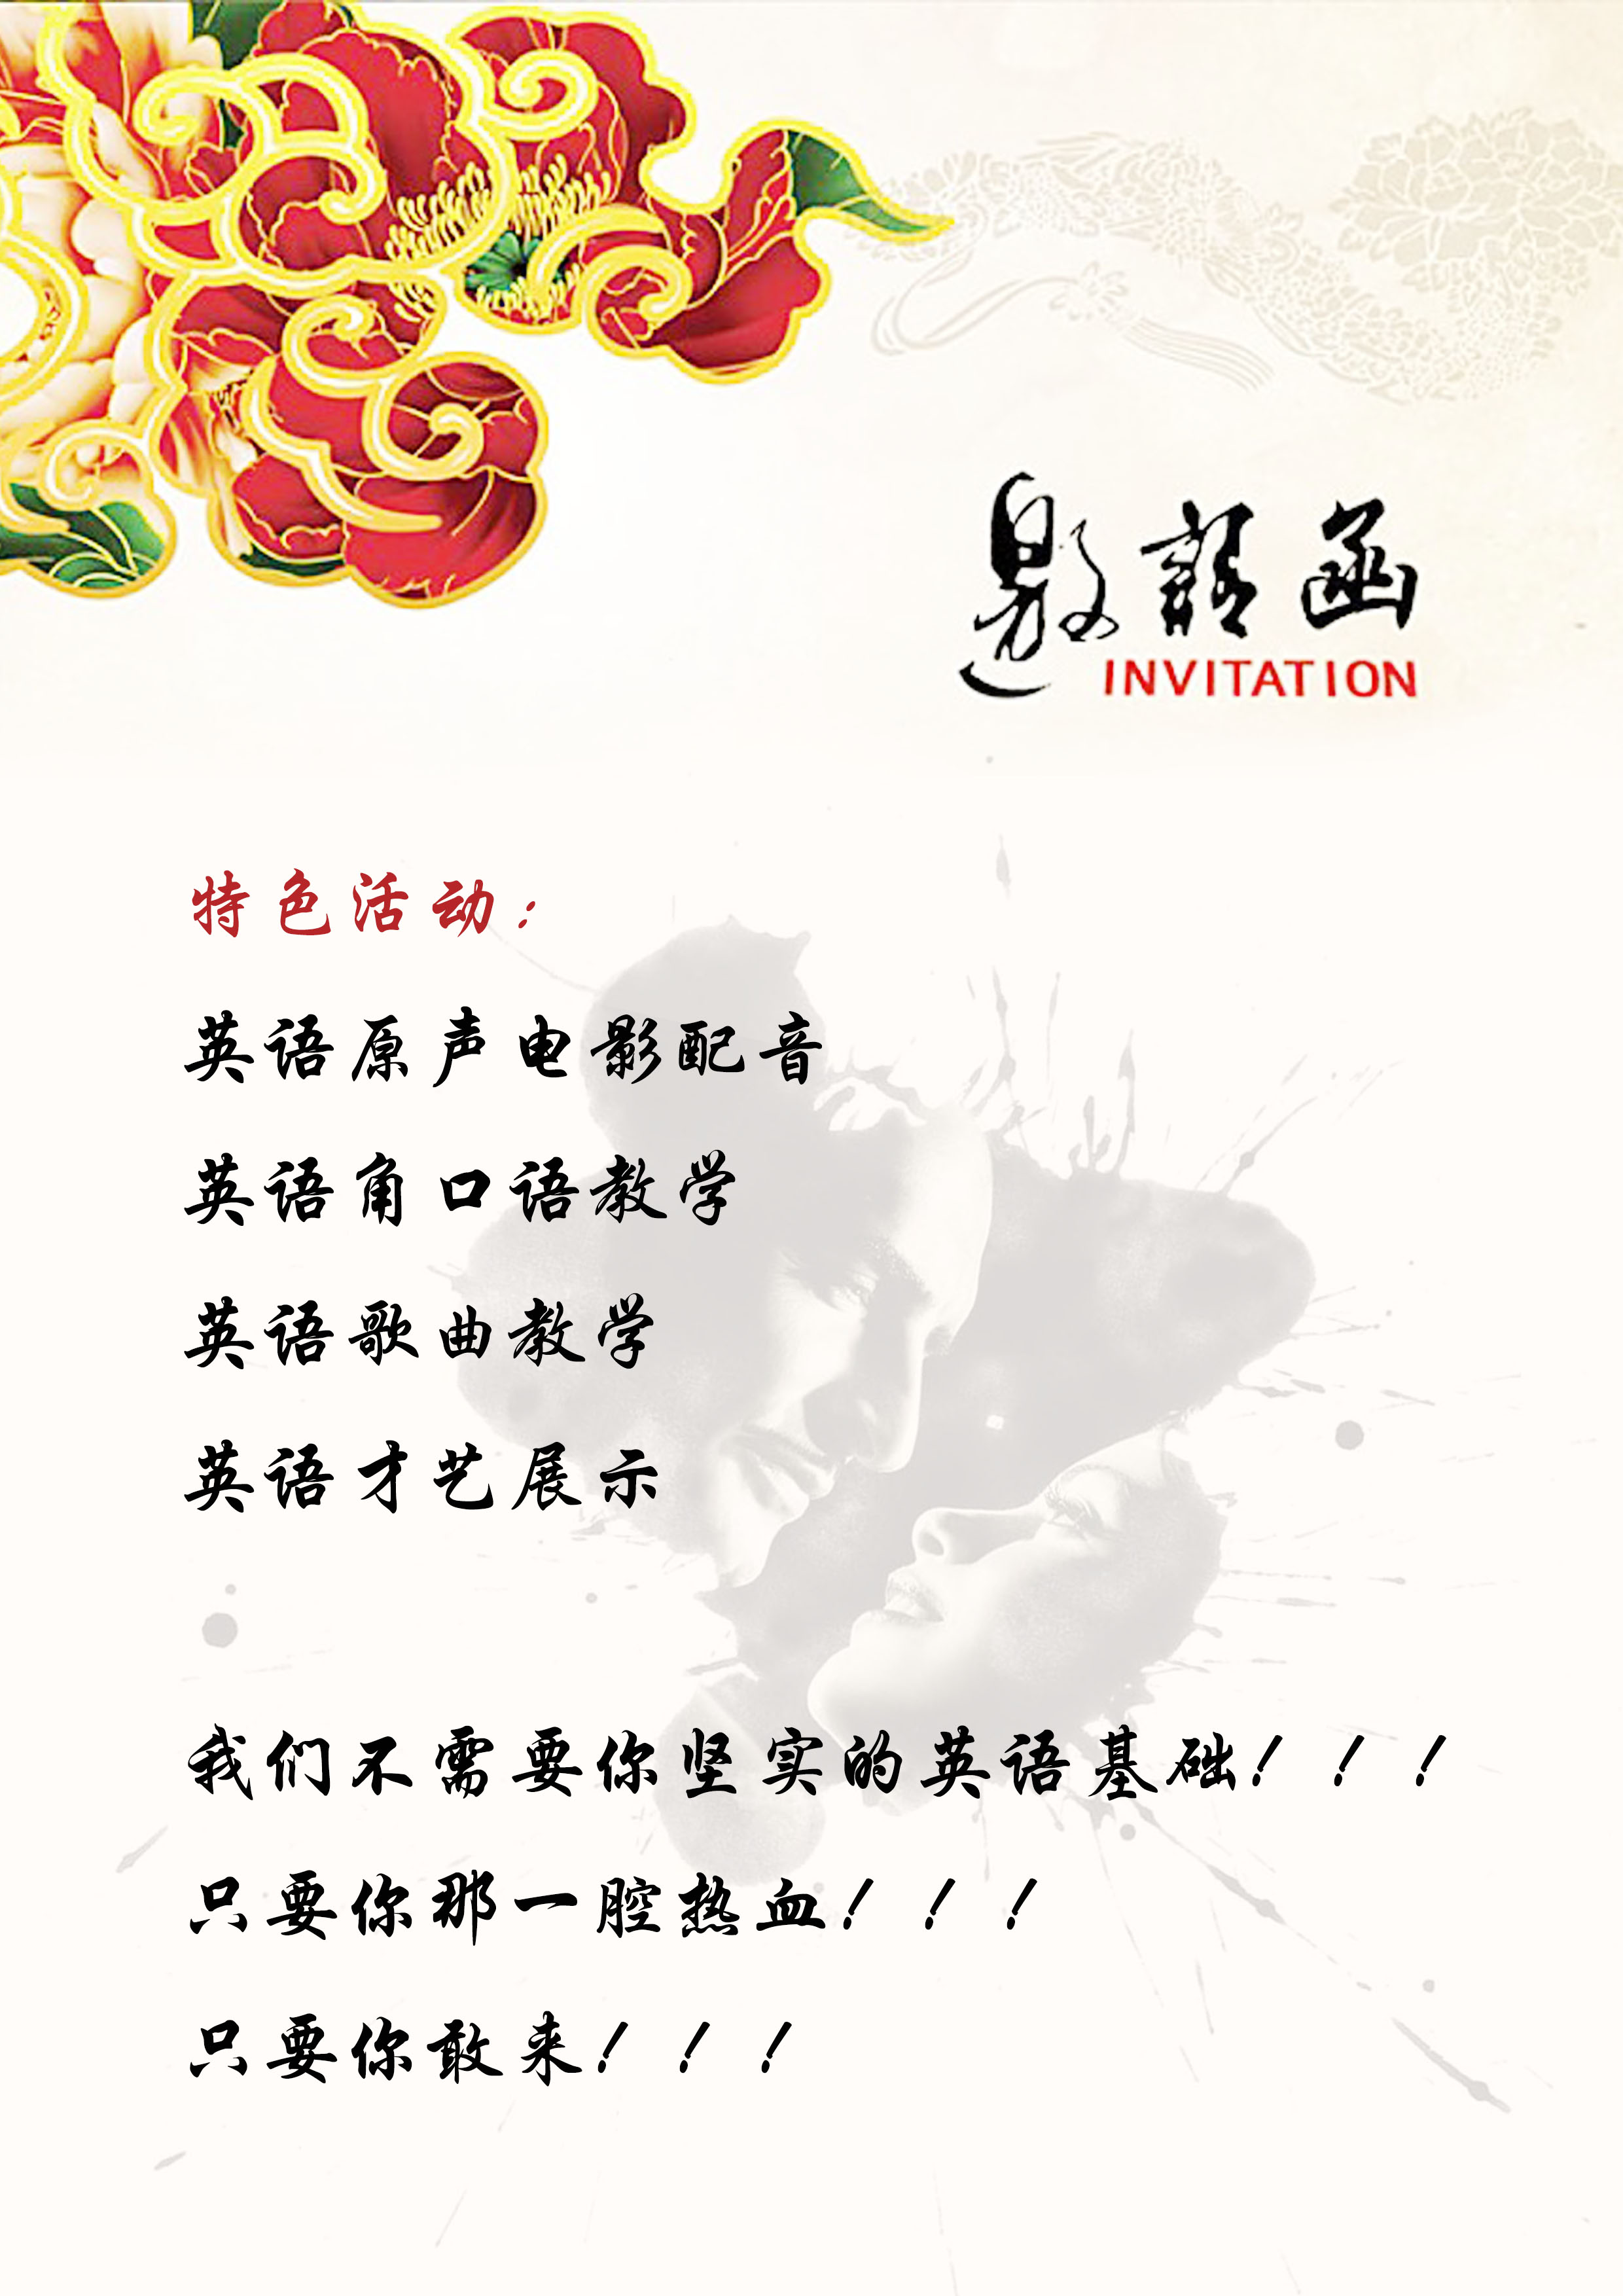 邀請函
INVITATION
特色活动：
英语原声电影配音
英语角口语教学
英语歌曲教学
英语才艺展示
我们不需要你坚实的英语基础！！！
只要你那一腔热血！！！
只要你敢来！！！